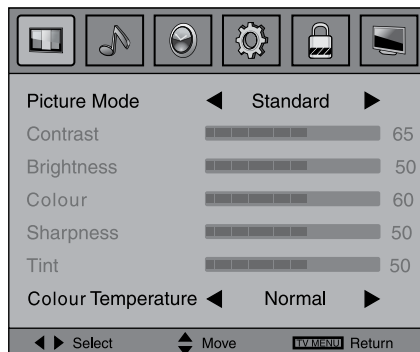 Picture Mode Standard
Contrast 65
Brightness 50
Colour 60
Sharpness 50
Tint 50
Colour Temperature Normal
Select Move TV MENU Return